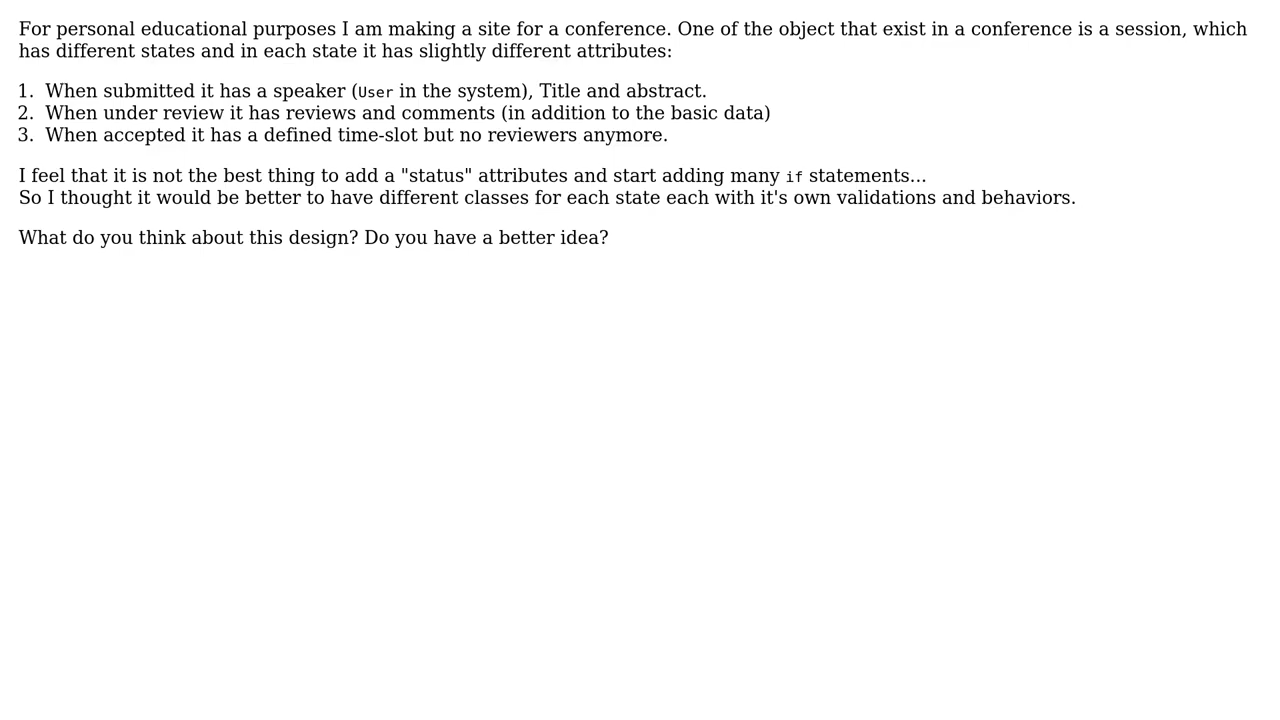 For personal educational purposes I am making a site for a conference. One of the object that exist in a conference is a session, which
has different states and in each state it has slightly different attributes:
1. When submitted it has a speaker (User in the system), Title and abstract.
2. When under review it has reviews and comments (in addition to the basic data)
3. When accepted it has a defined time-slot but no reviewers anymore.
I feel that it is not the best thing to add a "status" attributes and start adding many if statements...
So I thought it would be better to have different classes for each state each with it's own validations and behaviors.
What do you think about this design? Do you have a better idea?